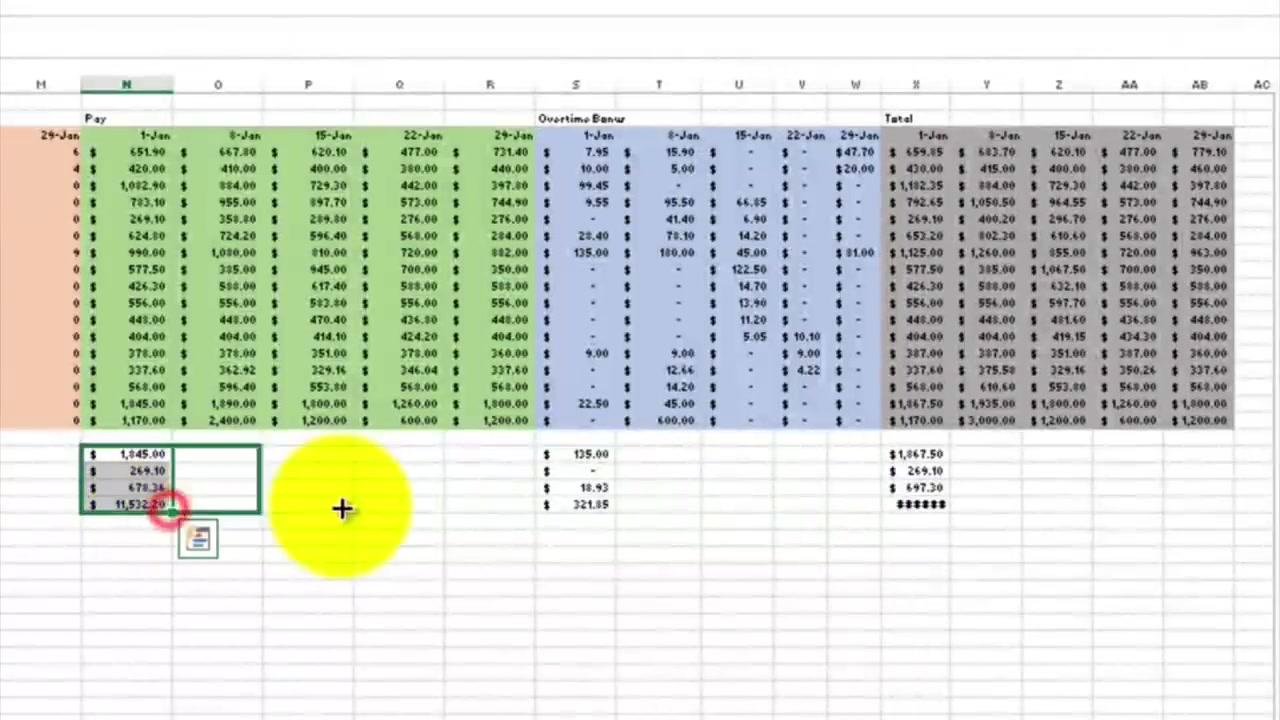 M N O P Q R S T U V W X Y Z AA AB AC
Pay Overtime Bonus Total
29-Jan 1-Jan 8-Jan 15-Jan 22-Jan 29-Jan 1-Jan 8-Jan 15-Jan 22-Jan 29-Jan 1-Jan 8-Jan 15-Jan 22-Jan 29-Jan
6 $ 651.90 $ 667.80 $ 620.10 $ 477.00 $ 731.40 $ 7.95 $ 15.90 $ - $ - $47.70 $ 659.85 $ 683.70 $ 620.10 $ 477.00 $ 779.10
4 $ 420.00 $ 410.00 $ 400.00 $ 380.00 $ 440.00 $ 10.00 $ 5.00 $ - $ - $20.00 $ 430.00 $ 415.00 $ 400.00 $ 380.00 $ 460.00
0 $ 1,082.90 $ 884.00 $ 729.30 $ 442.00 $ 397.80 $ 99.45 $ - $ - $ - $ - $ 1,182.35 $ 884.00 $ 729.30 $ 442.00 $ 397.80
0 $ 783.10 $ 955.00 $ 897.70 $ 573.00 $ 744.90 $ 9.55 $ 95.50 $ 66.85 $ - $ - $ 792.65 $ 1,050.50 $ 964.55 $ 573.00 $ 744.90
0 $ 269.10 $ 358.80 $ 289.80 $ 276.00 $ 276.00 $ - $ 41.40 $ 6.90 $ - $ - $ 269.10 $ 400.20 $ 296.70 $ 276.00 $ 276.00
0 $ 624.80 $ 724.20 $ 596.40 $ 568.00 $ 284.00 $ 28.40 $ 78.10 $ 14.20 $ - $ - $ 653.20 $ 802.30 $ 610.60 $ 568.00 $ 284.00
9 $ 990.00 $ 1,080.00 $ 810.00 $ 720.00 $ 882.00 $ 135.00 $ 180.00 $ 45.00 $ - $ 81.00 $ 1,125.00 $ 1,260.00 $ 855.00 $ 720.00 $ 963.00
0 $ 577.50 $ 385.00 $ 945.00 $ 700.00 $ 350.00 $ - $ - $ 122.50 $ - $ - $ 577.50 $ 385.00 $ 1,067.50 $ 700.00 $ 350.00
0 $ 426.30 $ 588.00 $ 617.40 $ 588.00 $ 588.00 $ - $ - $ 14.70 $ - $ - $ 426.30 $ 588.00 $ 632.10 $ 588.00 $ 588.00
0 $ 556.00 $ 556.00 $ 583.80 $ 556.00 $ 556.00 $ - $ - $ 13.90 $ - $ - $ 556.00 $ 556.00 $ 597.70 $ 556.00 $ 556.00
0 $ 448.00 $ 448.00 $ 470.40 $ 436.80 $ 448.00 $ - $ - $ 11.20 $ - $ - $ 448.00 $ 448.00 $ 481.60 $ 436.80 $ 448.00
0 $ 404.00 $ 404.00 $ 414.10 $ 424.20 $ 404.00 $ - $ - $ 5.05 $ 10.10 $ - $ 404.00 $ 404.00 $ 419.15 $ 434.30 $ 404.00
0 $ 378.00 $ 378.00 $ 351.00 $ 378.00 $ 360.00 $ 9.00 $ 9.00 $ - $ 9.00 $ - $ 387.00 $ 387.00 $ 351.00 $ 387.00 $ 360.00
0 $ 337.60 $ 362.92 $ 329.16 $ 346.04 $ 337.60 $ - $ 12.66 $ - $ 4.22 $ - $ 337.60 $ 375.58 $ 329.16 $ 350.26 $ 337.60
0 $ 568.00 $ 596.40 $ 553.80 $ 568.00 $ 568.00 $ - $ 14.20 $ - $ - $ - $ 568.00 $ 610.60 $ 553.80 $ 568.00 $ 568.00
0 $ 1,845.00 $ 1,890.00 $ 1,800.00 $ 1,260.00 $ 1,800.00 $ 22.50 $ 45.00 $ - $ - $ - $ 1,867.50 $ 1,935.00 $ 1,800.00 $ 1,260.00 $ 1,800.00
0 $ 1,170.00 $ 2,400.00 $ 1,200.00 $ 600.00 $ 1,200.00 $ - $ 600.00 $ - $ - $ - $ 1,170.00 $ 3,000.00 $ 1,200.00 $ 600.00 $ 1,200.00
$ 1,845.00 $ 135.00 $1,867.50
$ 269.10 $ - $ 269.10
$ 678.36 $ 18.93 $ 697.30
$ 11,532.20 $ 321.85 ######